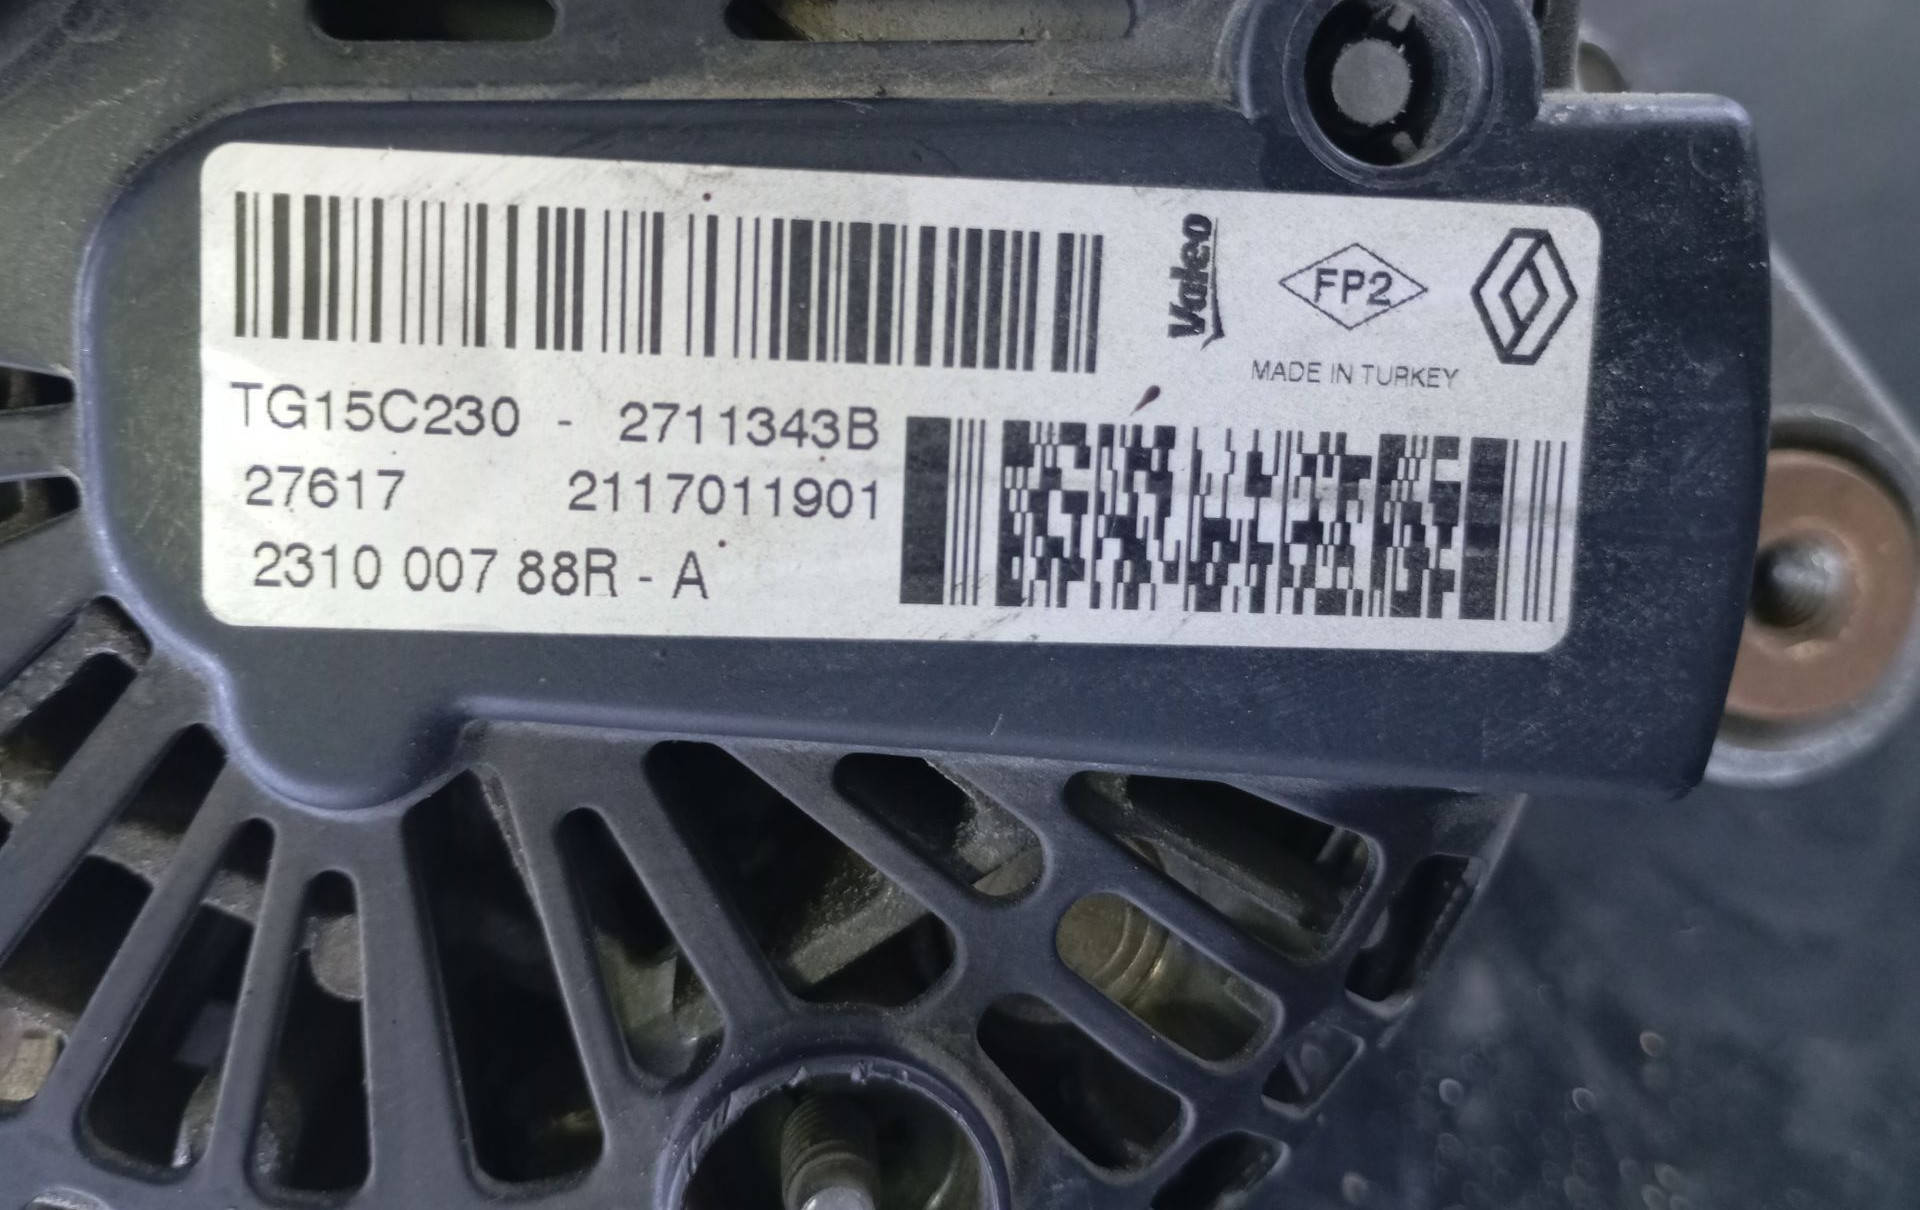 Valeo
FP2
MADE IN TURKEY
TG15C230 - 2711343B
27617 2117011901
2310 007 88R - A